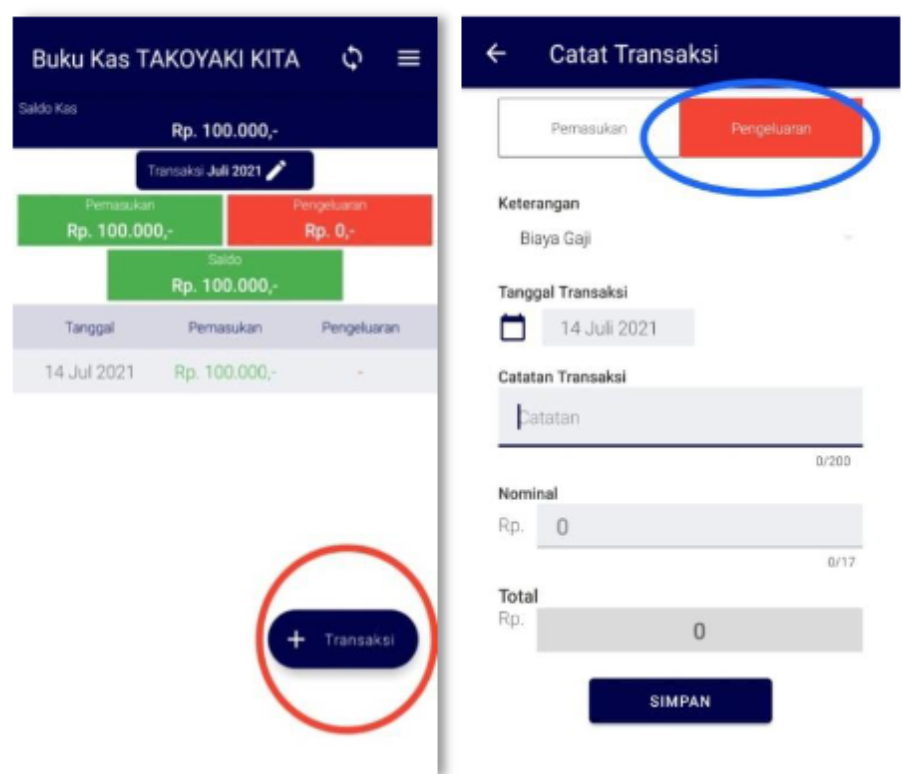 Buku Kas TAKOYAKI KITA
Saldo Kas
Rp. 100.000,-
Transaksi Juli 2021
Pemasukan
Rp. 100.000,-
Pengeluaran
Rp. 0,-
Saldo
Rp. 100.000,-
Tanggal Pemasukan Pengeluaran
14 Jul 2021 Rp. 100.000,- -
+ Transaksi
Catat Transaksi
Pemasukan Pengeluaran
Keterangan
Biaya Gaji
Tanggal Transaksi
14 Juli 2021
Catatan Transaksi
Catatan
0/200
Nominal
Rp. 0
0/17
Total
Rp. 0
SIMPAN